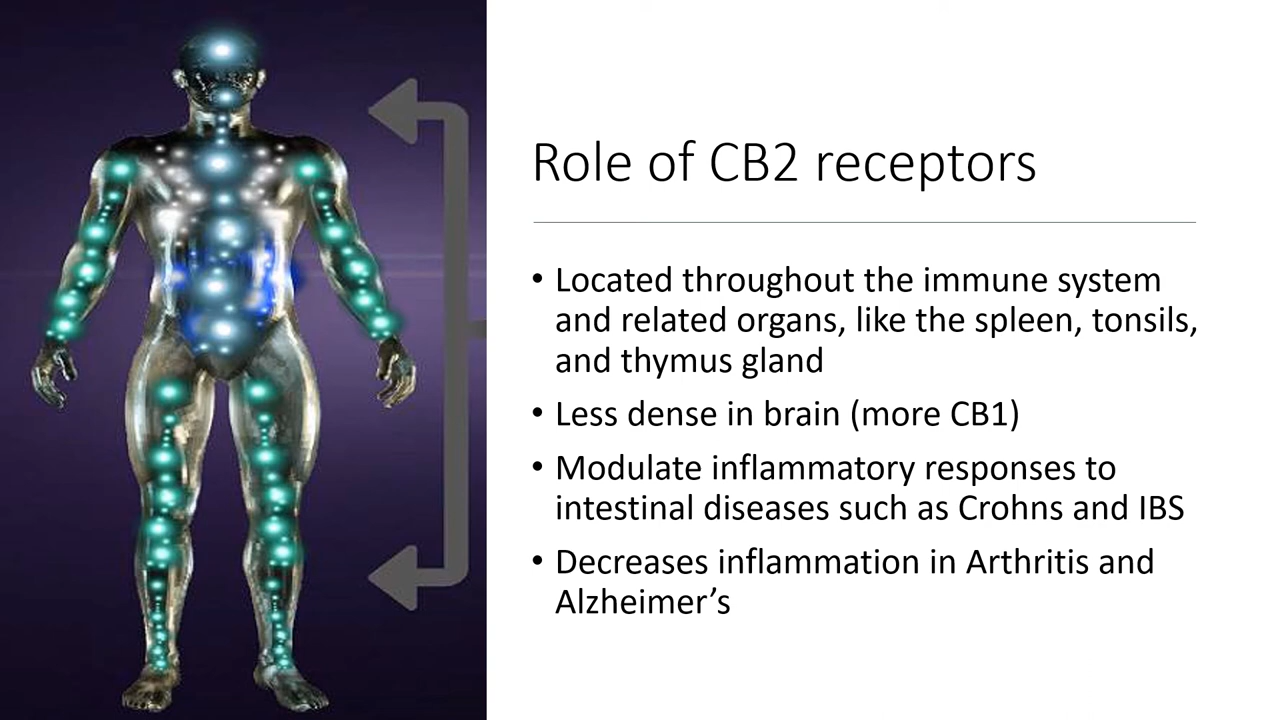 Role of CB2 receptors
• Located throughout the immune system
and related organs, like the spleen, tonsils,
and thymus gland
• Less dense in brain (more CB1)
• Modulate inflammatory responses to
intestinal diseases such as Crohns and IBS
• Decreases inflammation in Arthritis and
Alzheimer’s